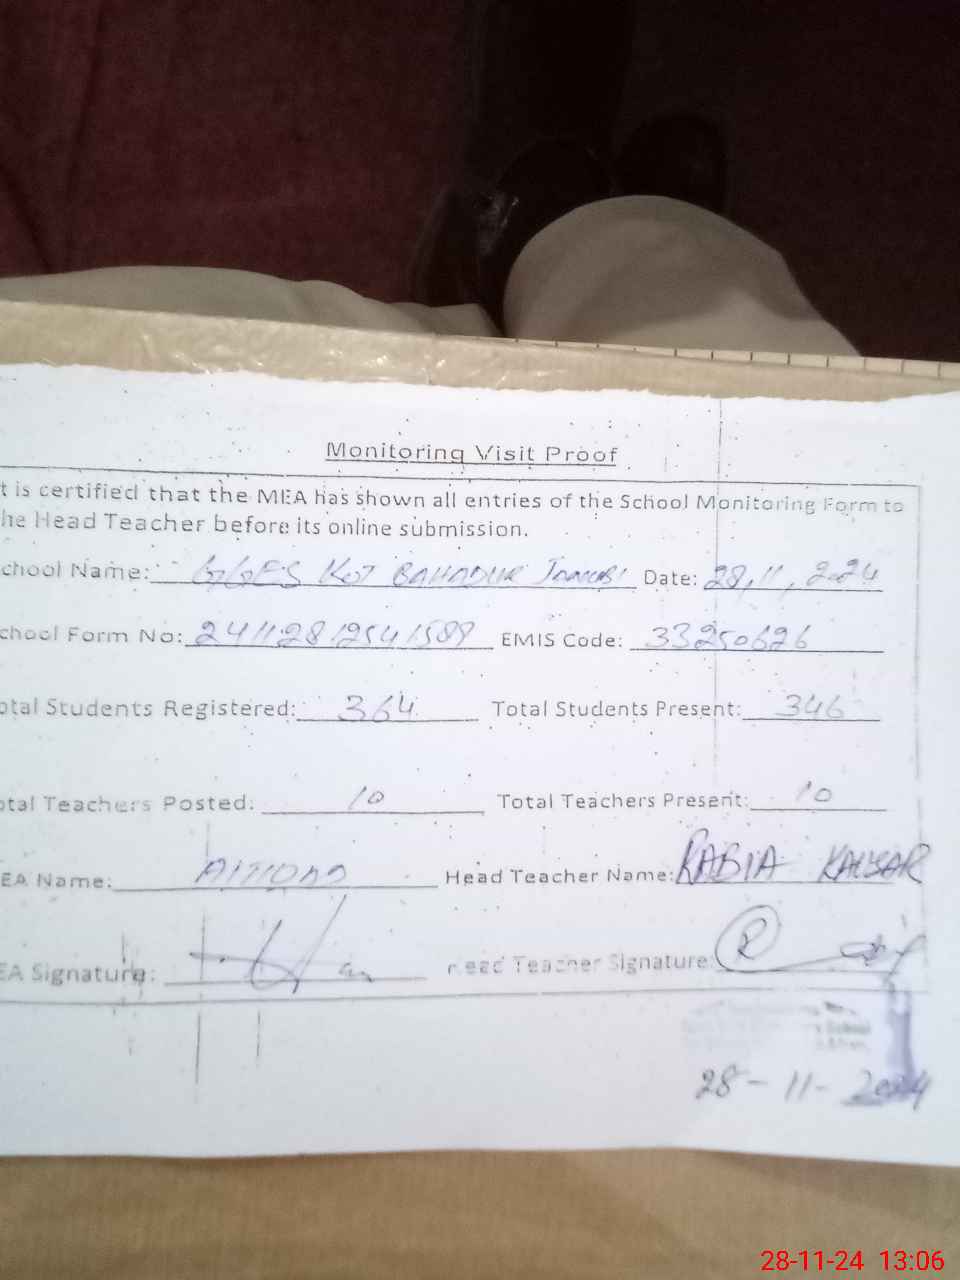 Monitoring Visit Proof
t is certified that the MEA has shown all entries of the School Monitoring Form to
he Head Teacher before its online submission.
chool Name: GGES KOT BAHADUR Date: 28,11,2024
chool Form No: 24112812541589 EMIS Code: 33250626
otal Students Registered: 364 Total Students Present: 346
otal Teachers Posted: 10 Total Teachers Present: 10
EA Name: Head Teacher Name: RABIA KAUSAR
EA Signature: Head Teacher Signature:
28-11-2024
28-11-24 13:06